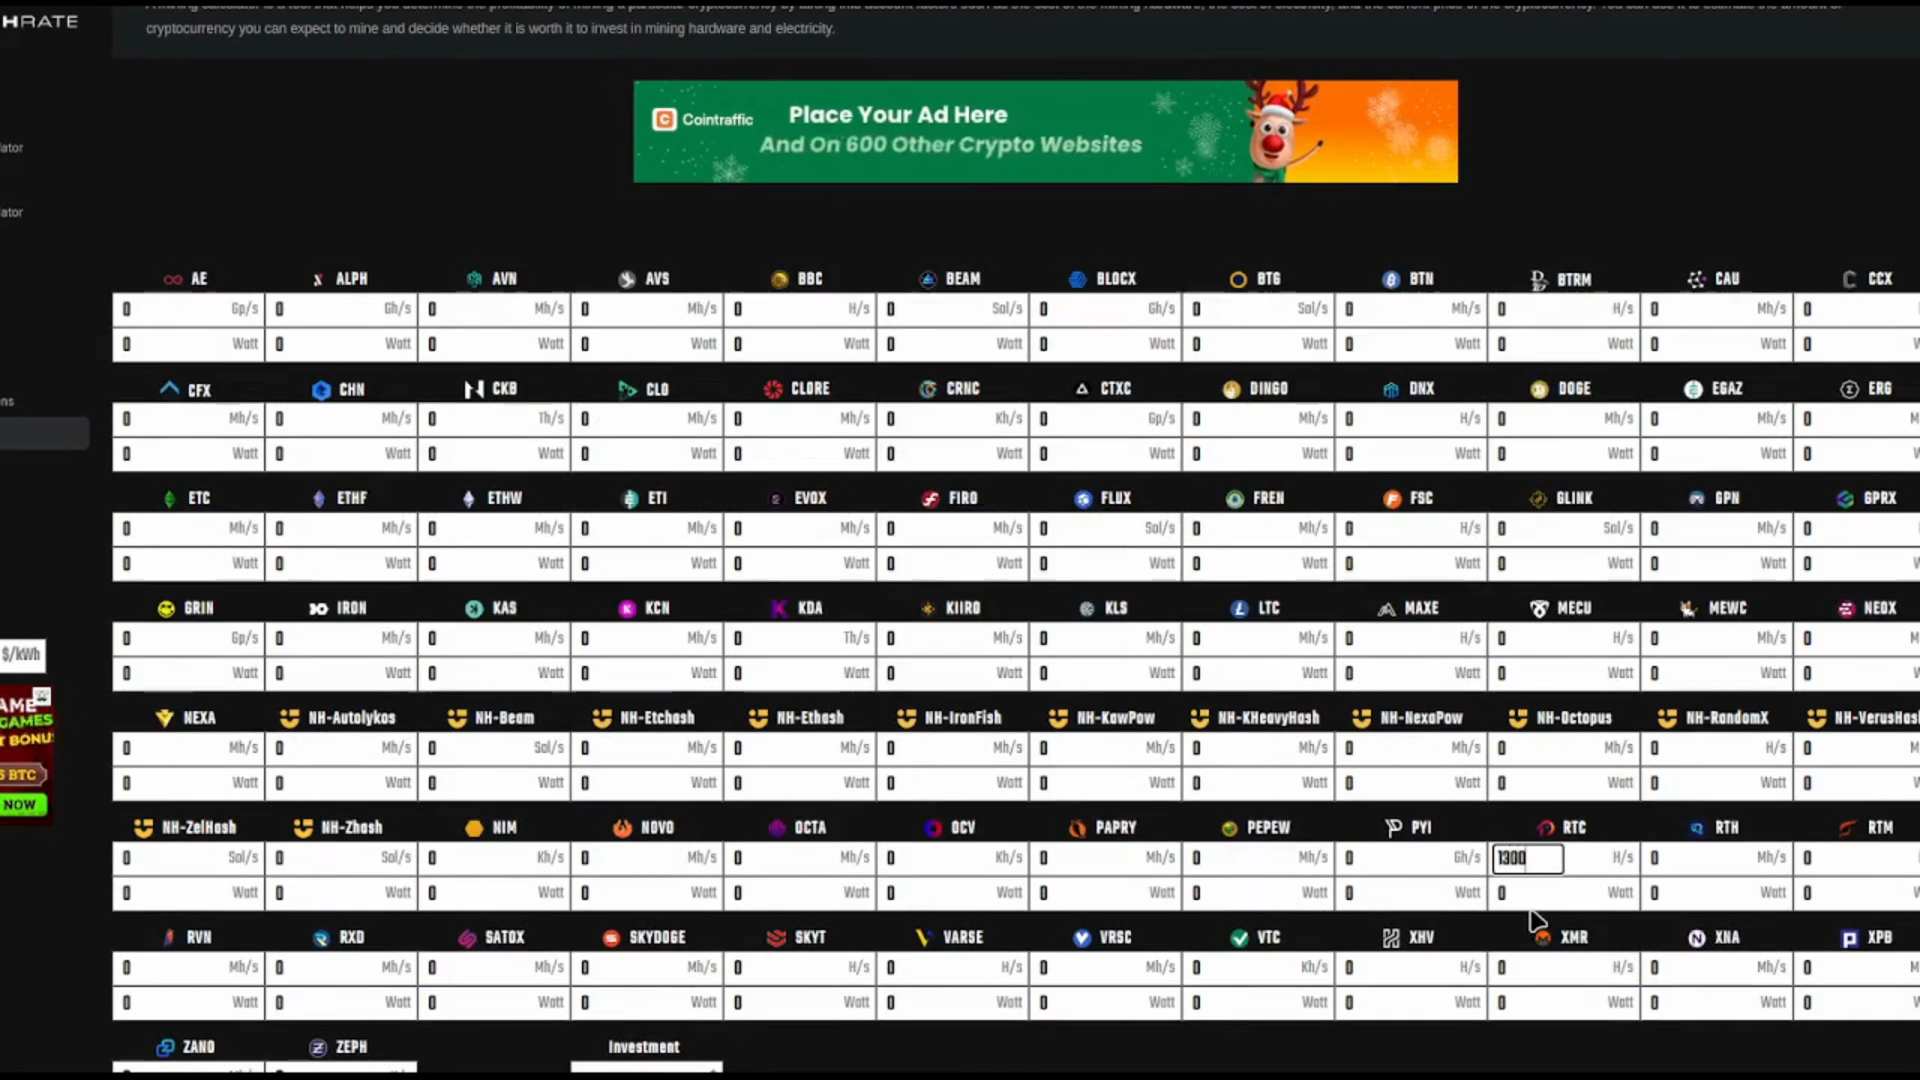 HRATE
cryptocurrency you can expect to mine and decide whether it is worth it to invest in mining hardware and electricity.
Cointraffic
Place Your Ad Here
And On 600 Other Crypto Websites
lator
lator
ons
$/kWh
AME
GAMES
T BONU
5 BTC
NOW
AE ALPH AVN AVS BBC BEAM BLOCX BTG BTN BTRM CAU CCX
0 Gp/s 0 Gh/s 0 Mh/s 0 Mh/s 0 H/s 0 Sol/s 0 Gh/s 0 Sol/s 0 Mh/s 0 H/s 0 Mh/s 0
0 Watt 0 Watt 0 Watt 0 Watt 0 Watt 0 Watt 0 Watt 0 Watt 0 Watt 0 Watt 0 Watt 0 W
CFX CHN CKB CLO CLORE CRNC CTXC DINGO DNX DOGE EGAZ ERG
0 Mh/s 0 Mh/s 0 Th/s 0 Mh/s 0 Mh/s 0 Kh/s 0 Gp/s 0 Mh/s 0 H/s 0 Mh/s 0 Mh/s 0 M
0 Watt 0 Watt 0 Watt 0 Watt 0 Watt 0 Watt 0 Watt 0 Watt 0 Watt 0 Watt 0 Watt 0 W
ETC ETHF ETHW ETI EVOX FIRO FLUX FREN FSC GLINK GPN GPRX
0 Mh/s 0 Mh/s 0 Mh/s 0 Mh/s 0 Mh/s 0 Mh/s 0 Sol/s 0 Mh/s 0 H/s 0 Sol/s 0 Mh/s 0 M
0 Watt 0 Watt 0 Watt 0 Watt 0 Watt 0 Watt 0 Watt 0 Watt 0 Watt 0 Watt 0 Watt 0 W
GRIN IRON KAS KCN KDA KIIRO KLS LTC MAXE MECU MEWC NEOX
0 Gp/s 0 Mh/s 0 Mh/s 0 Mh/s 0 Th/s 0 Mh/s 0 Mh/s 0 Mh/s 0 H/s 0 H/s 0 Mh/s 0 M
0 Watt 0 Watt 0 Watt 0 Watt 0 Watt 0 Watt 0 Watt 0 Watt 0 Watt 0 Watt 0 Watt 0 W
NEXA NH-Autolykos NH-Beam NH-Etchash NH-Ethash NH-IronFish NH-KawPow NH-KHeavyHash NH-NexaPow NH-Octopus NH-RandomX NH-VerusHas
0 Mh/s 0 Mh/s 0 Sol/s 0 Mh/s 0 Mh/s 0 Mh/s 0 Mh/s 0 Mh/s 0 Mh/s 0 Mh/s 0 H/s 0 M
0 Watt 0 Watt 0 Watt 0 Watt 0 Watt 0 Watt 0 Watt 0 Watt 0 Watt 0 Watt 0 Watt 0 W
NH-ZelHash NH-Zhash NIM NOVO OCTA OCV PAPRY PEPEW PYI RTC RTH RTM
0 Sol/s 0 Sol/s 0 Kh/s 0 Mh/s 0 Mh/s 0 Kh/s 0 Mh/s 0 Mh/s 0 Gh/s 1300 H/s 0 Mh/s 0
0 Watt 0 Watt 0 Watt 0 Watt 0 Watt 0 Watt 0 Watt 0 Watt 0 Watt 0 Watt 0 Watt 0 W
RVN RXD SATOX SKYDOGE SKYT VARSE VRSC VTC XHV XMR XNA XPB
0 Mh/s 0 Mh/s 0 Mh/s 0 Mh/s 0 H/s 0 H/s 0 Mh/s 0 Kh/s 0 H/s 0 H/s 0 Mh/s 0 M
0 Watt 0 Watt 0 Watt 0 Watt 0 Watt 0 Watt 0 Watt 0 Watt 0 Watt 0 Watt 0 Watt 0 W
ZANO ZEPH Investment